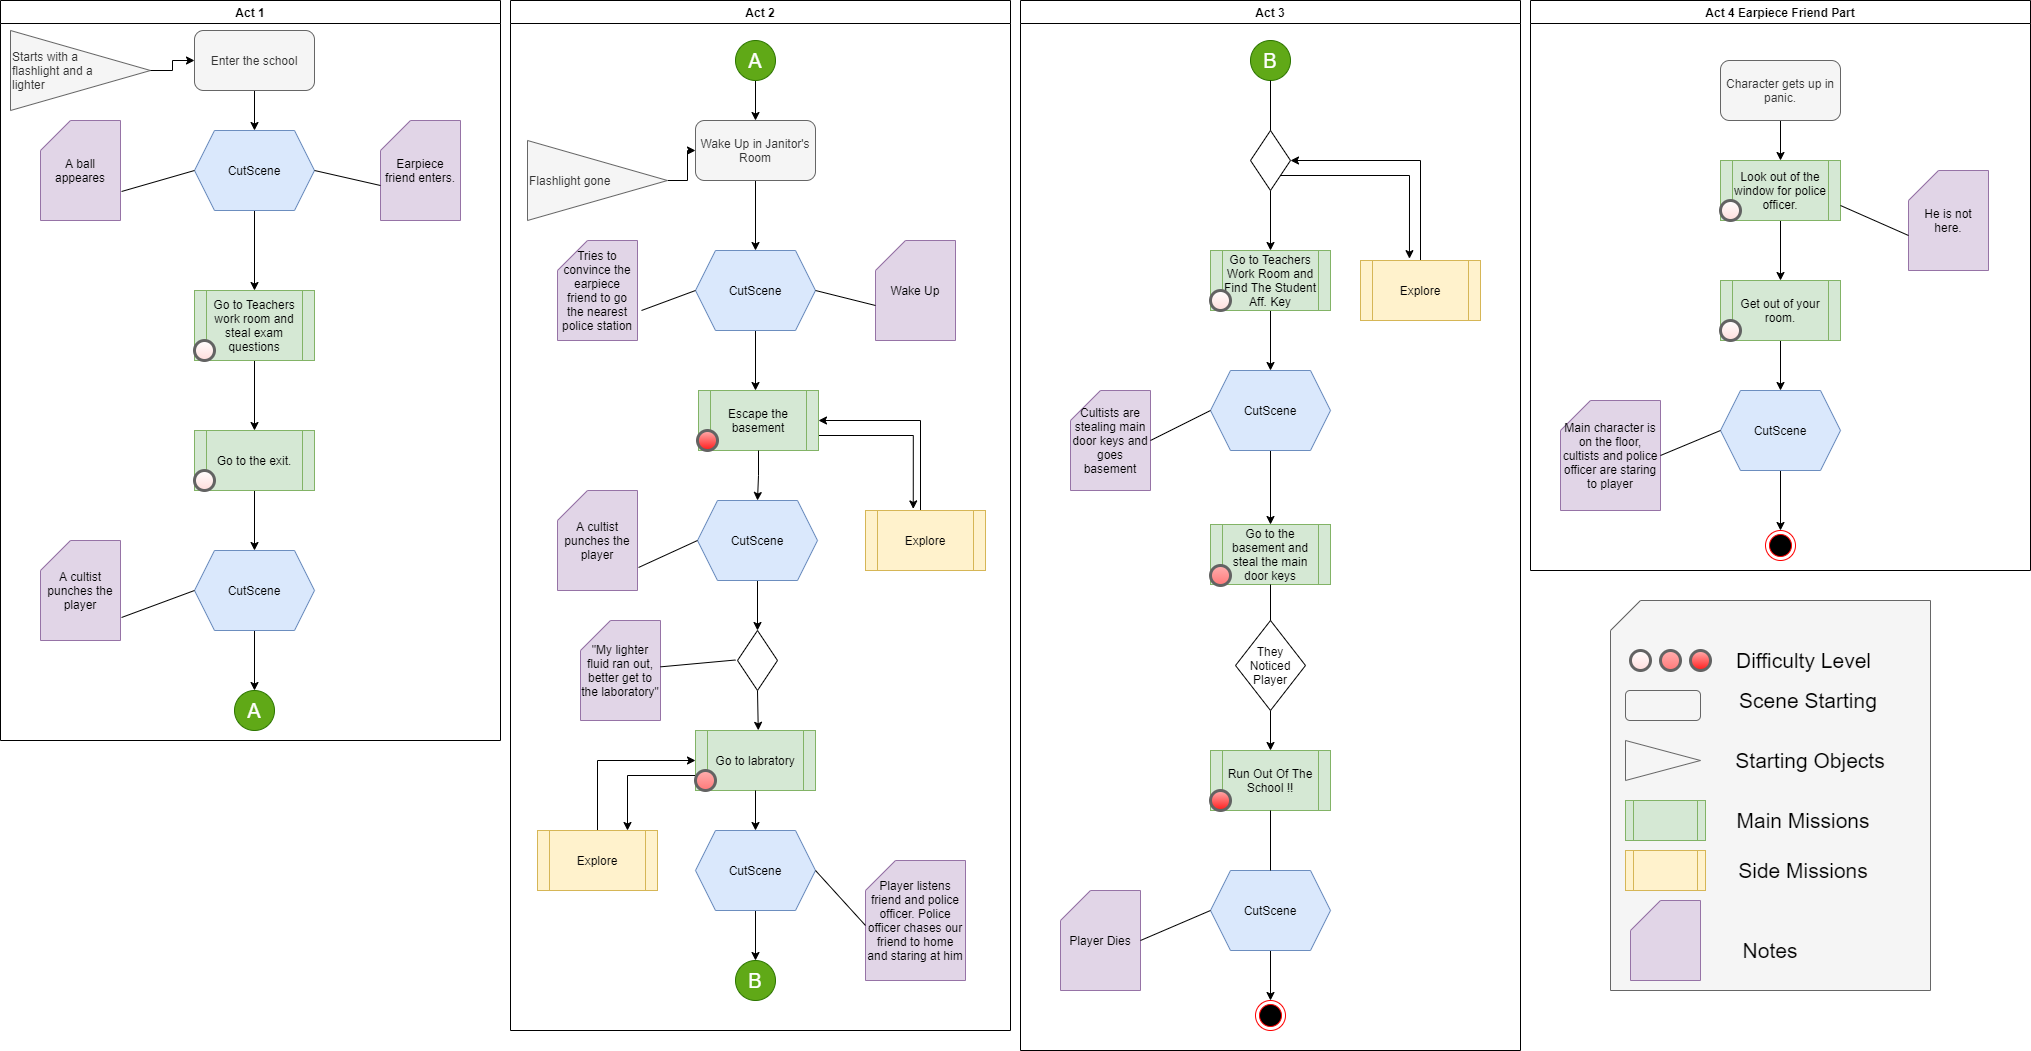 Act 1
Starts with a
flashlight and a
lighter
Enter the school
A ball
appeares
CutScene
Earpiece
friend enters.
Go to Teachers
work room and
steal exam
questions
Go to the exit.
A cultist
punches the
player
CutScene
A
Act 2
A
Wake Up in Janitor's
Room
Flashlight gone
Tries to
convince the
earpiece
friend to go
the nearest
police station
CutScene
Wake Up
Escape the
basement
A cultist
punches the
player
CutScene
Explore
"My lighter
fluid ran out,
better get to
the laboratory"
Go to labratory
Explore
CutScene
Player listens
friend and police
officer. Police
officer chases our
friend to home
and staring at him
B
Act 3
B
Go to Teachers
Work Room and
Find The Student
Aff. Key
Explore
Cultists are
stealing main
door keys and
goes
basement
CutScene
Go to the
basement and
steal the main
door keys
They
Noticed
Player
Run Out Of The
School !!
CutScene
Player Dies
Act 4 Earpiece Friend Part
Character gets up in
panic.
Look out of the
window for police
officer.
He is not
here.
Get out of your
room.
Main character is
on the floor,
cultists and police
officer are staring
to player
CutScene
Difficulty Level
Scene Starting
Starting Objects
Main Missions
Side Missions
Notes